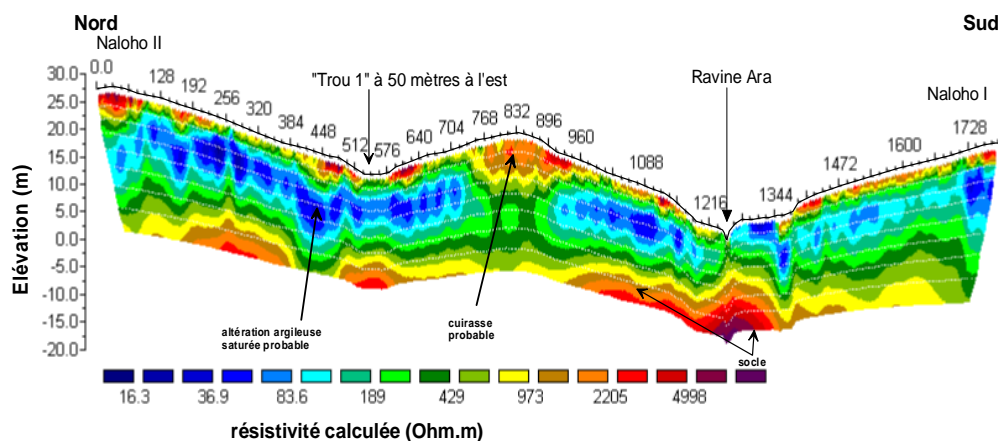 Nord
Sud
Naloho II
"Trou 1" à 50 mètres à l'est
Ravine Ara
Naloho I
Elévation (m)
30.0
25.0
20.0
15.0
10.0
5.0
0.0
-5.0
-10.0
-15.0
-20.0
0.0 128 192 256 320 384 448 512 576 640 704 768 832 896 960 1088 1216 1344 1472 1600 1728
altération argileuse
saturée probable
cuirasse
probable
socle
16.3 36.9 83.6 189 429 973 2205 4998
résistivité calculée (Ohm.m)